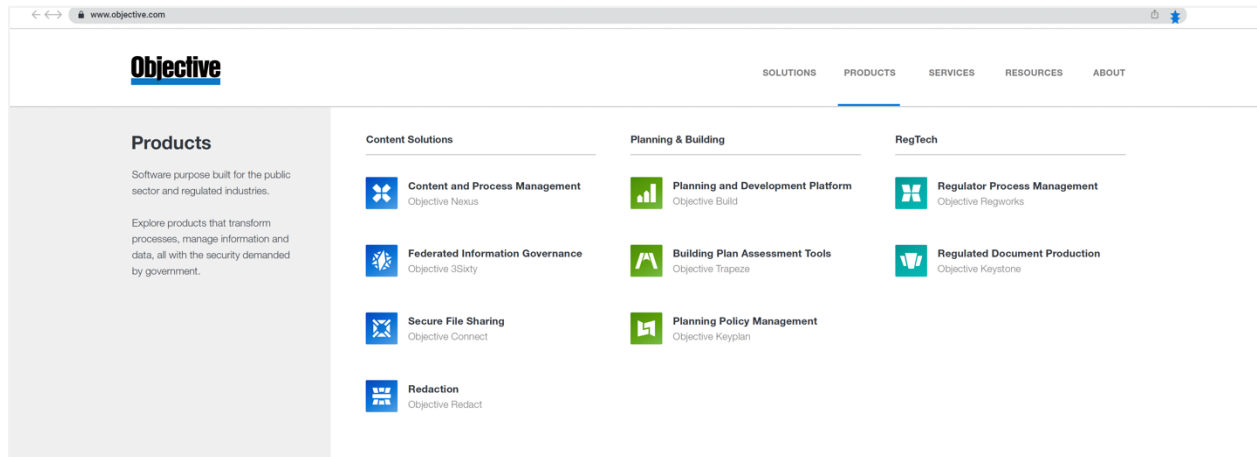 www.objective.com
Objective
SOLUTIONS PRODUCTS SERVICES RESOURCES ABOUT
Products
Software purpose built for the public
sector and regulated industries.
Explore products that transform
processes, manage information and
data, all with the security demanded
by government.
Content Solutions
Content and Process Management
Objective Nexus
Federated Information Governance
Objective 3Sixty
Secure File Sharing
Objective Connect
Redaction
Objective Redact
Planning & Building
Planning and Development Platform
Objective Build
Building Plan Assessment Tools
Objective Trapeze
Planning Policy Management
Objective Keyplan
RegTech
Regulator Process Management
Objective Regworks
Regulated Document Production
Objective Keystone